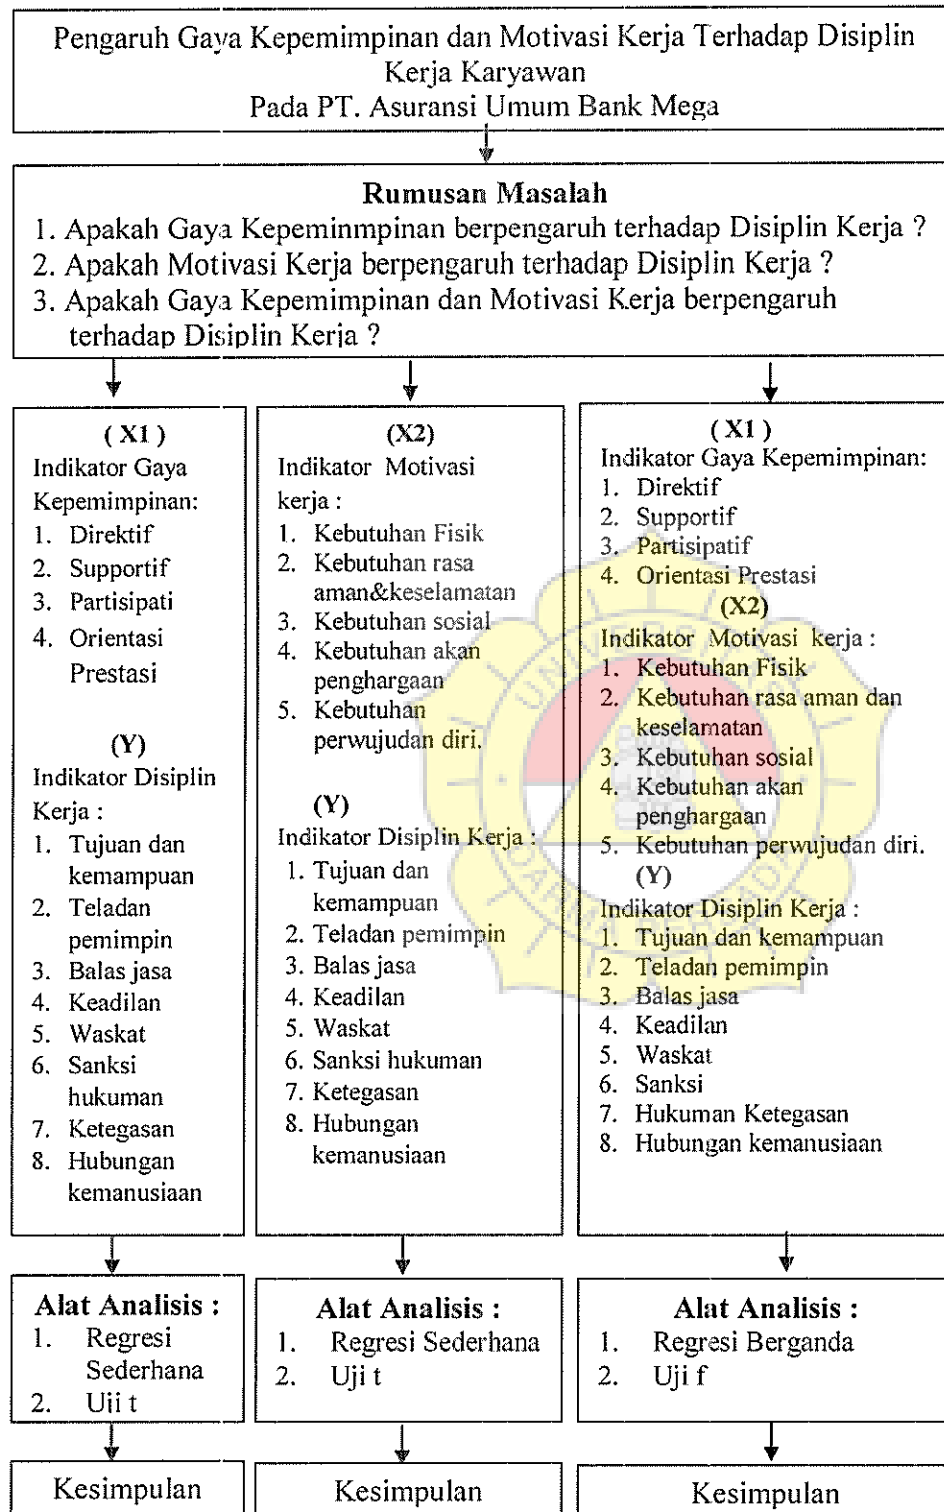 Pengaruh Gaya Kepemimpinan dan Motivasi Kerja Terhadap Disiplin
Kerja Karyawan
Pada PT. Asuransi Umum Bank Mega
Rumusan Masalah
1. Apakah Gaya Kepeminmpinan berpengaruh terhadap Disiplin Kerja ?
2. Apakah Motivasi Kerja berpengaruh terhadap Disiplin Kerja ?
3. Apakah Gaya Kepemimpinan dan Motivasi Kerja berpengaruh
terhadap Disiplin Kerja ?
( X1 )
Indikator Gaya
Kepemimpinan:
1. Direktif
2. Supportif
3. Partisipati
4. Orientasi
Prestasi
(Y)
Indikator Disiplin
Kerja :
1. Tujuan dan
kemampuan
2. Teladan
pemimpin
3. Balas jasa
4. Keadilan
5. Waskat
6. Sanksi
hukuman
7. Ketegasan
8. Hubungan
kemanusiaan
(X2)
Indikator Motivasi
kerja :
1. Kebutuhan Fisik
2. Kebutuhan rasa
aman&keselamatan
3. Kebutuhan sosial
4. Kebutuhan akan
penghargaan
5. Kebutuhan
perwujudan diri.
(Y)
Indikator Disiplin Kerja :
1. Tujuan dan
kemampuan
2. Teladan pemimpin
3. Balas jasa
4. Keadilan
5. Waskat
6. Sanksi hukuman
7. Ketegasan
8. Hubungan
kemanusiaan
( X1 )
Indikator Gaya Kepemimpinan:
1. Direktif
2. Supportif
3. Partisipatif
4. Orientasi Prestasi
(X2)
Indikator Motivasi kerja :
1. Kebutuhan Fisik
2. Kebutuhan rasa aman dan
keselamatan
3. Kebutuhan sosial
4. Kebutuhan akan
penghargaan
5. Kebutuhan perwujudan diri.
(Y)
Indikator Disiplin Kerja :
1. Tujuan dan kemampuan
2. Teladan pemimpin
3. Balas jasa
4. Keadilan
5. Waskat
6. Sanksi
7. Hukuman Ketegasan
8. Hubungan kemanusiaan
UNIVERSITAS
DARMA PERSADA
Alat Analisis :
1. Regresi
Sederhana
2. Uji t
Alat Analisis :
1. Regresi Sederhana
2. Uji t
Alat Analisis :
1. Regresi Berganda
2. Uji f
Kesimpulan
Kesimpulan
Kesimpulan